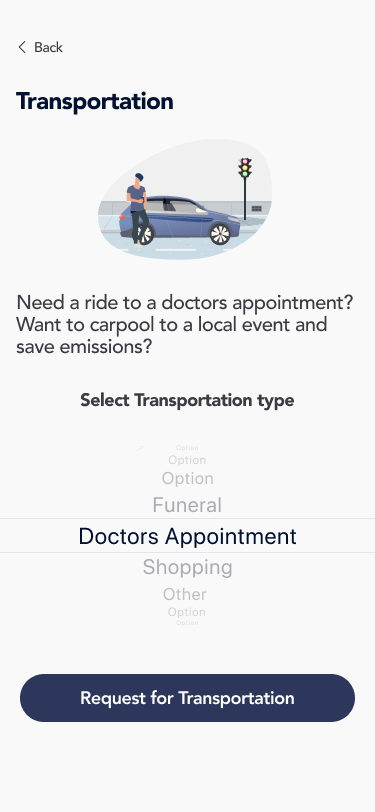 Back
Transportation
Need a ride to a doctors appointment?
Want to carpool to a local event and
save emissions?
Select Transportation type
Option
Option
Option
Funeral
Doctors Appointment
Shopping
Other
Option
Option
Request for Transportation